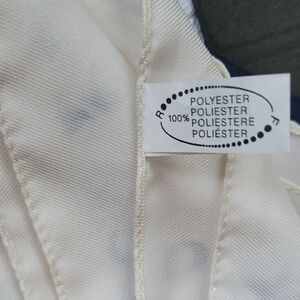 POLYESTER
POLIESTER
100% POLIESTERE
POLIÉSTER
R
F